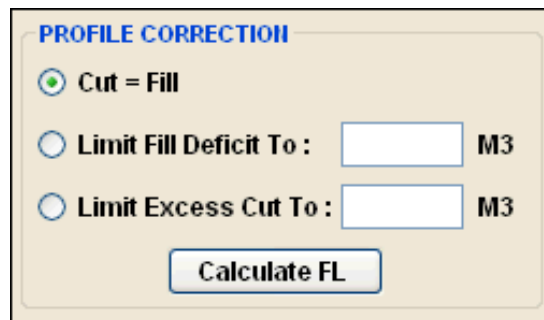 PROFILE CORRECTION
Cut = Fill
Limit Fill Deficit To : M3
Limit Excess Cut To : M3
Calculate FL